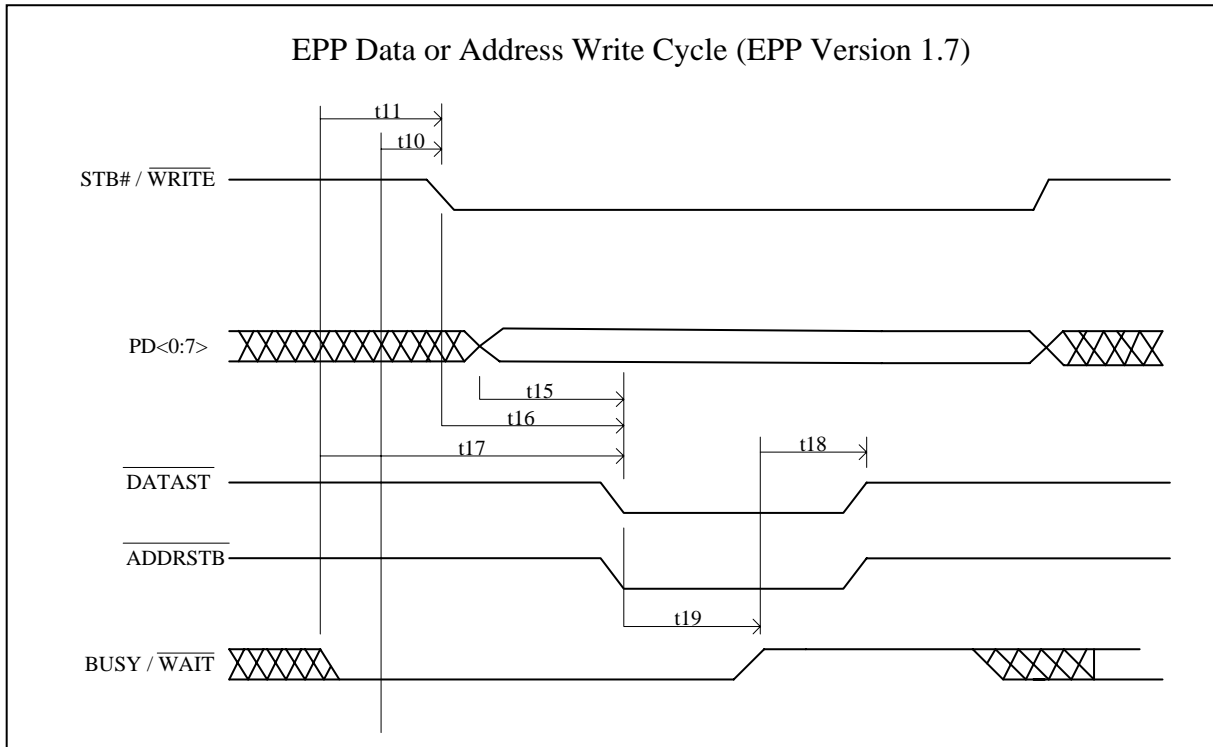 EPP Data or Address Write Cycle (EPP Version 1.7)
t11
t10
STB# / WRITE
PD<0:7>
t15
t16
t17
t18
DATAST
ADDRSTB
t19
BUSY / WAIT